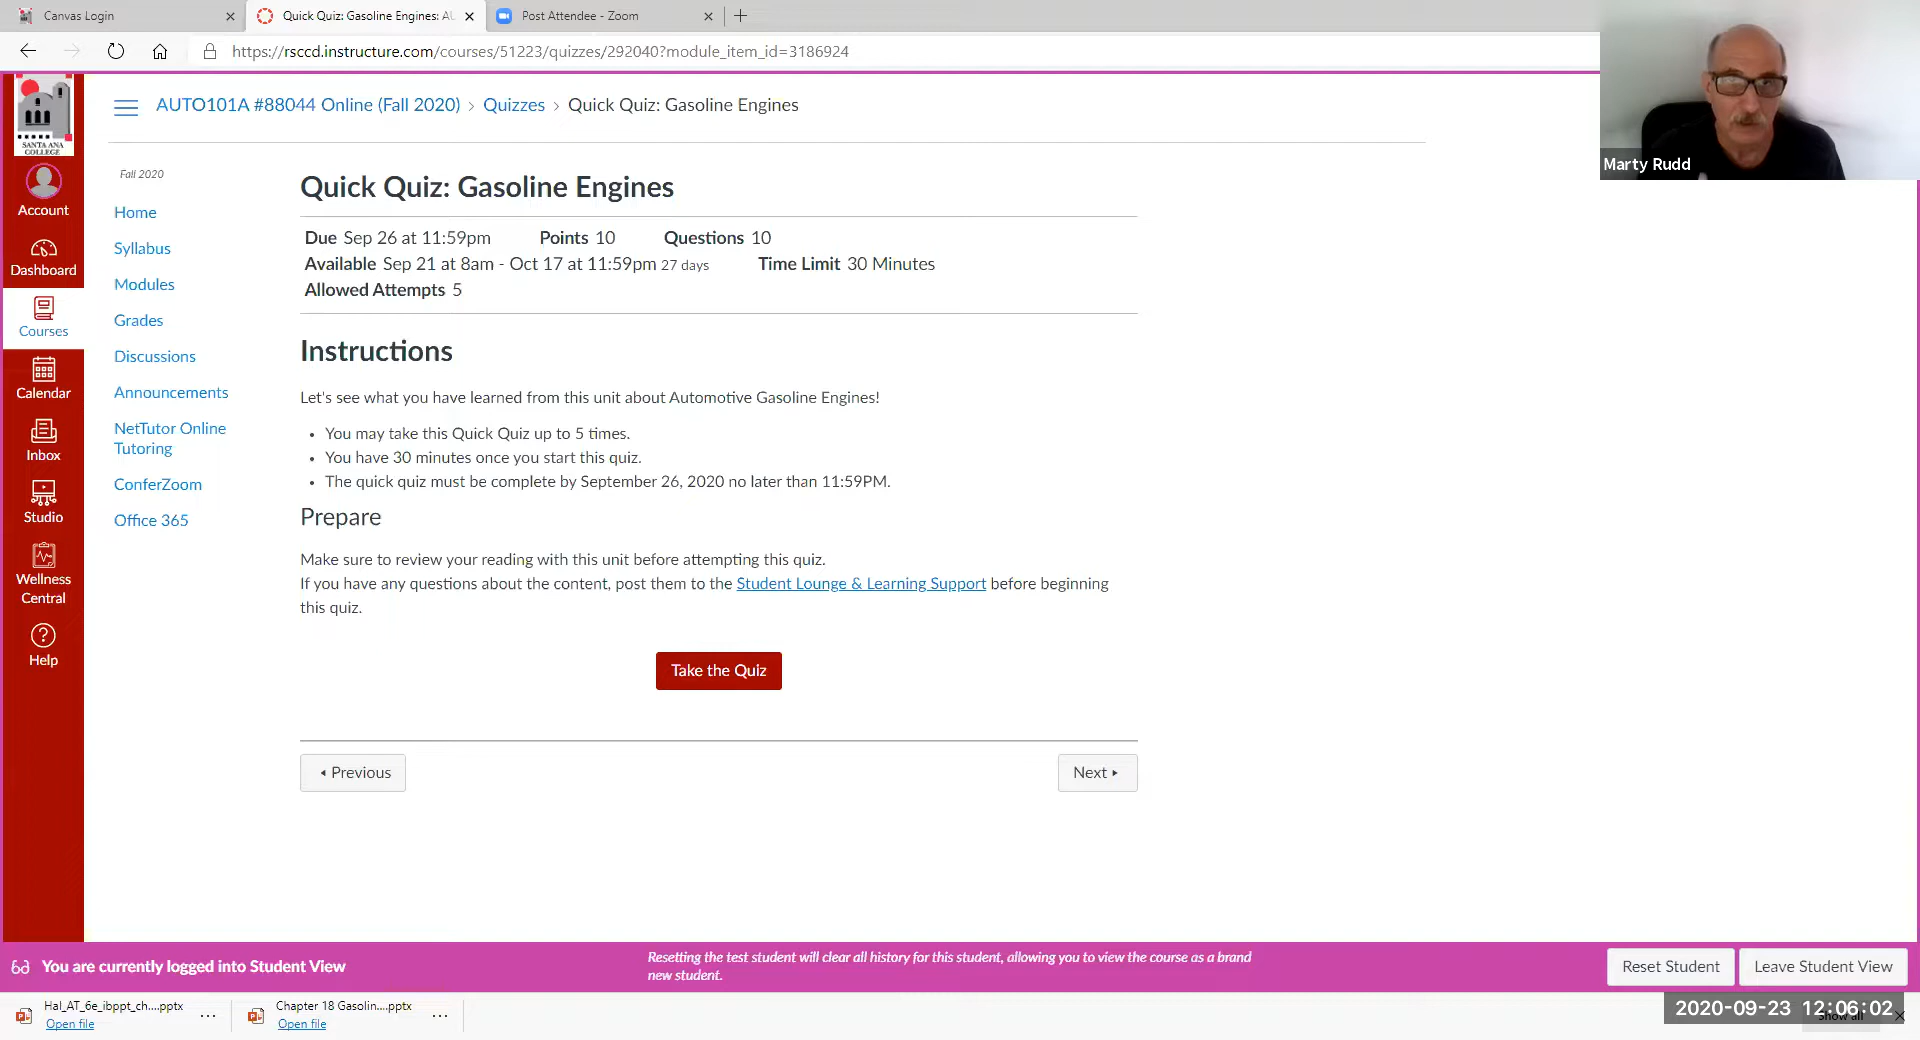 Canvas Login
Quick Quiz: Gasoline Engines: AU
Post Attendee - Zoom
https://rsccd.instructure.com/courses/51223/quizzes/292040?module_item_id=3186924
Marty Rudd
SANTA ANA
COLLEGE
Account
Dashboard
Courses
Calendar
Inbox
Studio
Wellness
Central
Help
AUTO101A #88044 Online (Fall 2020) › Quizzes › Quick Quiz: Gasoline Engines
Fall 2020
Home
Syllabus
Modules
Grades
Discussions
Announcements
NetTutor Online
Tutoring
ConferZoom
Office 365
Quick Quiz: Gasoline Engines
Due Sep 26 at 11:59pm Points 10 Questions 10
Available Sep 21 at 8am - Oct 17 at 11:59pm 27 days Time Limit 30 Minutes
Allowed Attempts 5
Instructions
Let's see what you have learned from this unit about Automotive Gasoline Engines!
• You may take this Quick Quiz up to 5 times.
• You have 30 minutes once you start this quiz.
• The quick quiz must be complete by September 26, 2020 no later than 11:59PM.
Prepare
Make sure to review your reading with this unit before attempting this quiz.
If you have any questions about the content, post them to the Student Lounge & Learning Support before beginning
this quiz.
Take the Quiz
Previous
Next
You are currently logged into Student View
Resetting the test student will clear all history for this student, allowing you to view the course as a brand
new student.
Reset Student
Leave Student View
Hal_AT_6e_ibppt_ch....pptx
Open file
Chapter 18 Gasolin....pptx
Open file
2020-09-23 12:06:02
Show all